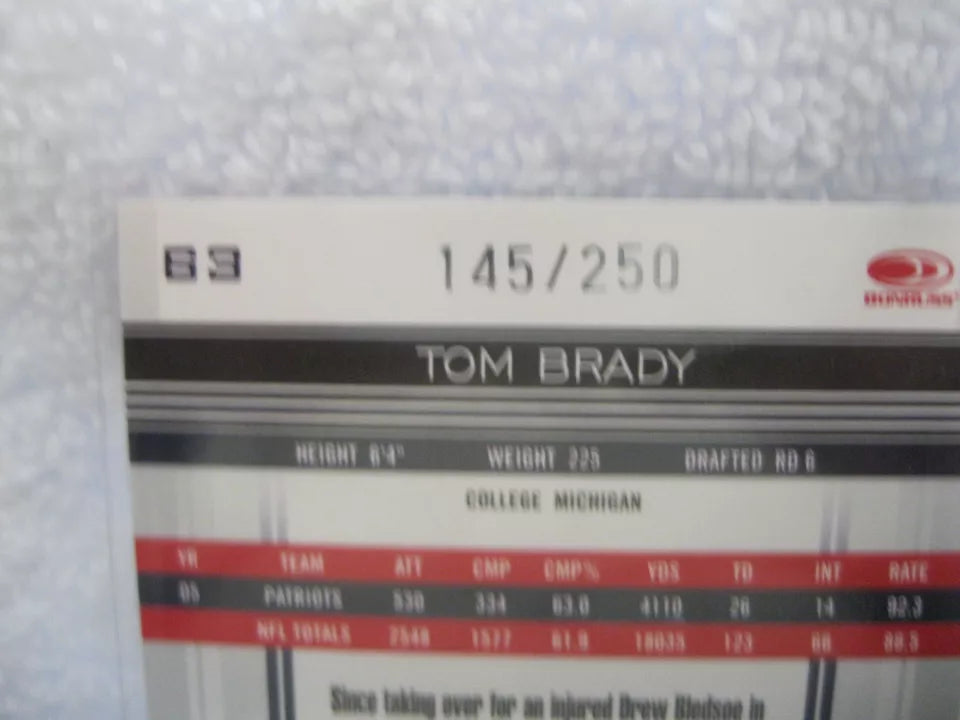 63 145/250 DONRUSS
TOM BRADY
HEIGHT 6'4" WEIGHT 225 DRAFTED RD 6
COLLEGE MICHIGAN
YR TEAM ATT CMP CMP% YDS TD INT RATE
05 PATRIOTS 530 334 63.0 4110 26 14 92.3
NFL TOTALS 2548 1577 61.9 18035 123 66 88.5
Since taking over for an injured Drew Bledsoe in